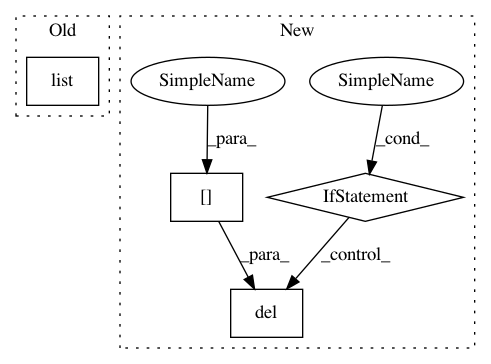 Old
New
list
SimpleName
SimpleName
_para_
_cond_
[]
IfStatement
_para_
_control_
del